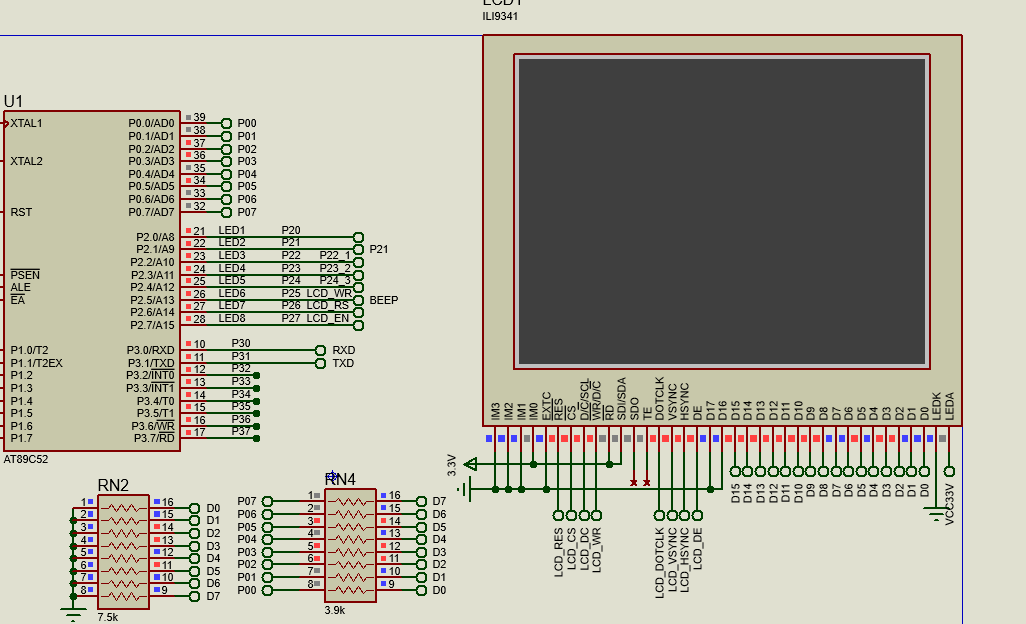 LCD1
ILI9341
U1
XTAL1
XTAL2
RST
PSEN
ALE
EA
P1.0/T2
P1.1/T2EX
P1.2
P1.3
P1.4
P1.5
P1.6
P1.7
AT89C52
P0.0/AD0 39 P00
P0.1/AD1 38 P01
P0.2/AD2 37 P02
P0.3/AD3 36 P03
P0.4/AD4 35 P04
P0.5/AD5 34 P05
P0.6/AD6 33 P06
P0.7/AD7 32 P07
P2.0/A8 21 LED1 P20
P2.1/A9 22 LED2 P21 P21
P2.2/A10 23 LED3 P22 P22_1
P2.3/A11 24 LED4 P23 P23_2
P2.4/A12 25 LED5 P24 P24_3
P2.5/A13 26 LED6 P25 LCD_WR BEEP
P2.6/A14 27 LED7 P26 LCD_RS
P2.7/A15 28 LED8 P27 LCD_EN
P3.0/RXD 10 P30 RXD
P3.1/TXD 11 P31 TXD
P3.2/INT0 12 P32
P3.3/INT1 13 P33
P3.4/T0 14 P34
P3.5/T1 15 P35
P3.6/WR 16 P36
P3.7/RD 17 P37
IM3
IM2
IM1
IM0
EXTC
RES
CS
D/C/SCL
WR/D/C
RD
SDI/SDA
SDO
TE
DOTCLK
VSYNC
HSYNC
DE
D17
D16
D15
D14
D13
D12
D11
D10
D9
D8
D7
D6
D5
D4
D3
D2
D1
D0
LEDK
LEDA
3.3V
LCD_RES
LCD_CS
LCD_DC
LCD_WR
LCD_DOTCLK
LCD_VSYNC
LCD_HSYNC
LCD_DE
D15
D14
D13
D12
D11
D10
D9
D8
D7
D6
D5
D4
D3
D2
D1
D0
VCC33V
RN2
1 16 D0
2 15 D1
3 14 D2
4 13 D3
5 12 D4
6 11 D5
7 10 D6
8 9 D7
7.5k
RN4
P07 1 16 D7
P06 2 15 D6
P05 3 14 D5
P04 4 13 D4
P03 5 12 D3
P02 6 11 D2
P01 7 10 D1
P00 8 9 D0
3.9k